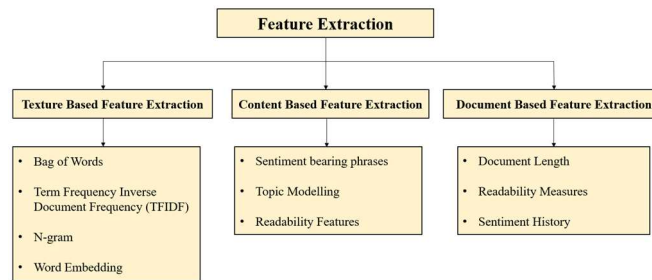 Feature Extraction
Texture Based Feature Extraction
Content Based Feature Extraction
Document Based Feature Extraction
• Bag of Words
• Term Frequency Inverse
Document Frequency (TFIDF)
• N-gram
• Word Embedding
• Sentiment bearing phrases
• Topic Modelling
• Readability Features
• Document Length
• Readability Measures
• Sentiment History